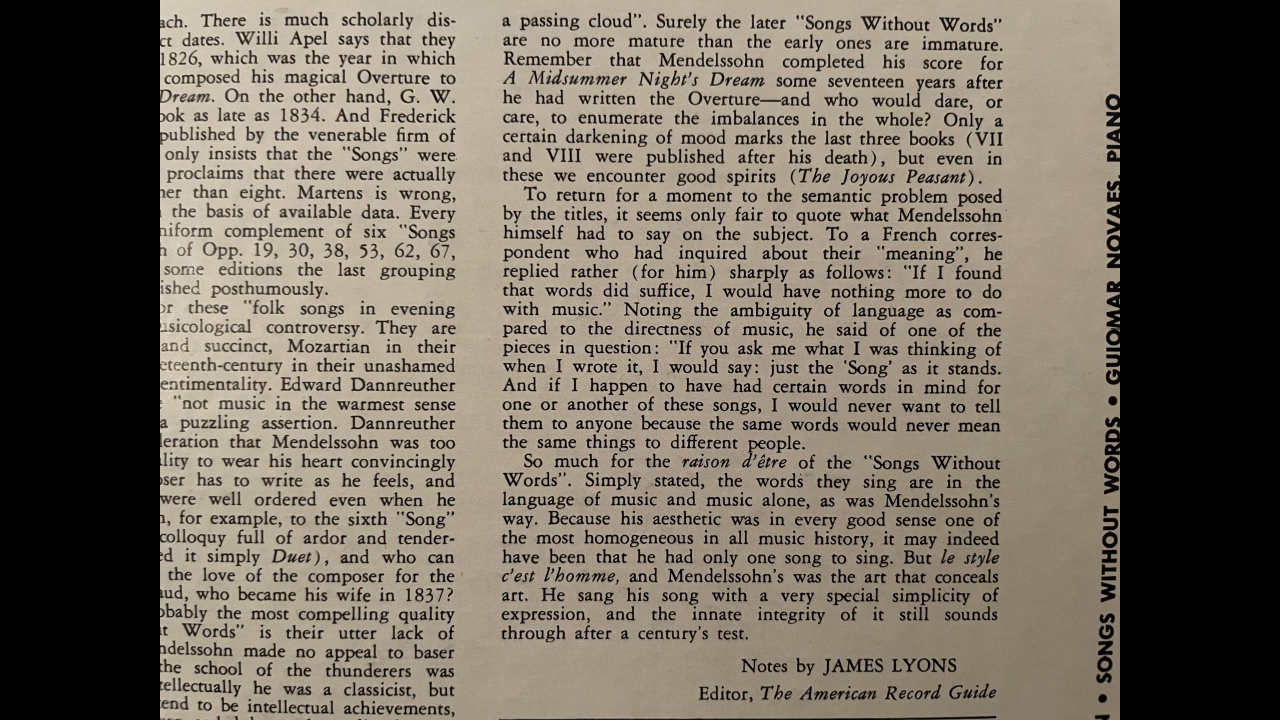 ach. There is much scholarly dis-
ct dates. Willi Apel says that they
1826, which was the year in which
composed his magical Overture to
Dream. On the other hand, G. W.
ok as late as 1834. And Frederick
published by the venerable firm of
only insists that the "Songs" were
proclaims that there were actually
her than eight. Martens is wrong,
the basis of available data. Every
niform complement of six "Songs
of Opp. 19, 30, 38, 53, 62, 67,
some editions the last grouping
ished posthumously.
or these "folk songs in evening
usicological controversy. They are
and succinct, Mozartian in their
eteenth-century in their unashamed
entimentality. Edward Dannreuther
"not music in the warmest sense
a puzzling assertion. Dannreuther
eration that Mendelssohn was too
lity to wear his heart convincingly
ser has to write as he feels, and
were well ordered even when he
, for example, to the sixth "Song"
colloquy full of ardor and tender-
ed it simply Duet), and who can
the love of the composer for the
aud, who became his wife in 1837?
obably the most compelling quality
t Words" is their utter lack of
ndelssohn made no appeal to baser
the school of the thunderers was
tellectually he was a classicist, but
end to be intellectual achievements,
a passing cloud". Surely the later "Songs Without Words"
are no more mature than the early ones are immature.
Remember that Mendelssohn completed his score for
A Midsummer Night's Dream some seventeen years after
he had written the Overture—and who would dare, or
care, to enumerate the imbalances in the whole? Only a
certain darkening of mood marks the last three books (VII
and VIII were published after his death), but even in
these we encounter good spirits (The Joyous Peasant).
To return for a moment to the semantic problem posed
by the titles, it seems only fair to quote what Mendelssohn
himself had to say on the subject. To a French corres-
pondent who had inquired about their "meaning", he
replied rather (for him) sharply as follows: "If I found
that words did suffice, I would have nothing more to do
with music." Noting the ambiguity of language as com-
pared to the directness of music, he said of one of the
pieces in question: "If you ask me what I was thinking of
when I wrote it, I would say: just the 'Song' as it stands.
And if I happen to have had certain words in mind for
one or another of these songs, I would never want to tell
them to anyone because the same words would never mean
the same things to different people.
So much for the raison d'être of the "Songs Without
Words". Simply stated, the words they sing are in the
language of music and music alone, as was Mendelssohn's
way. Because his aesthetic was in every good sense one of
the most homogeneous in all music history, it may indeed
have been that he had only one song to sing. But le style
c'est l'homme, and Mendelssohn's was the art that conceals
art. He sang his song with a very special simplicity of
expression, and the innate integrity of it still sounds
through after a century's test.
Notes by JAMES LYONS
Editor, The American Record Guide
• SONGS WITHOUT WORDS • GUIOMAR NOVAES, PIANO